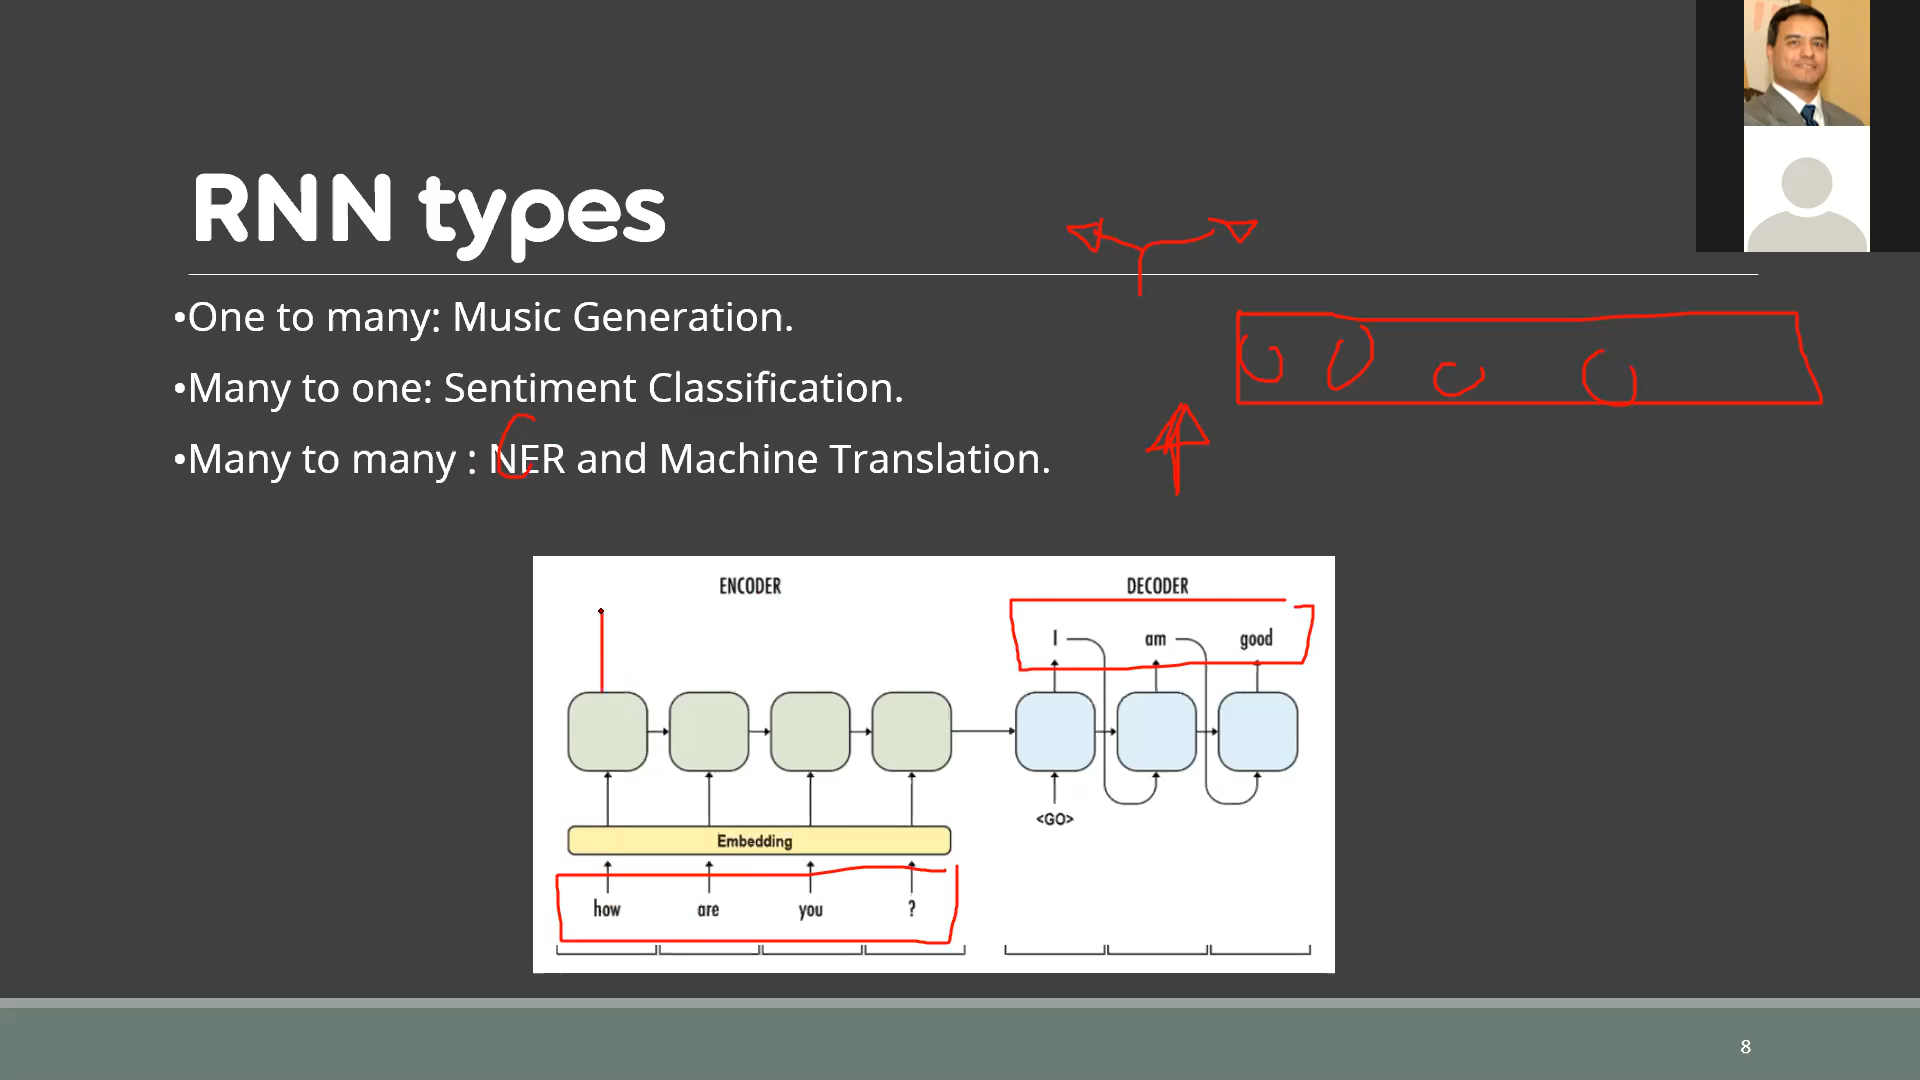 RNN types
•One to many: Music Generation.
•Many to one: Sentiment Classification.
•Many to many : NER and Machine Translation.
ENCODER DECODER
I am good
<GO>
Embedding
how are you ?
8